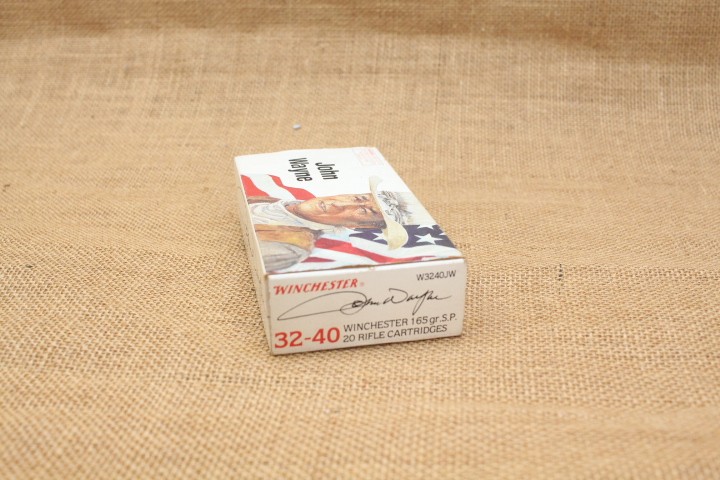 John
Wayne
WINCHESTER®
W3240JW
John Wayne
32-40
WINCHESTER 165 gr. S.P.
20 RIFLE CARTRIDGES